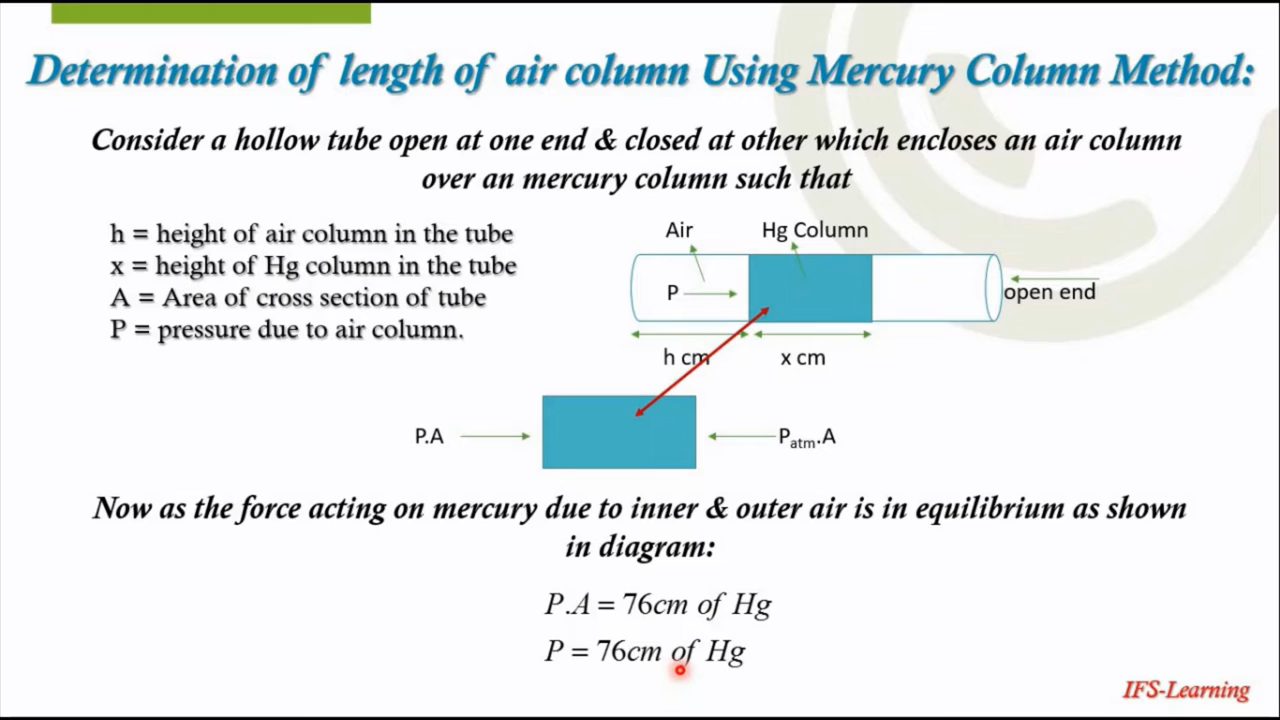 Determination of length of air column Using Mercury Column Method:
Consider a hollow tube open at one end & closed at other which encloses an air column
over an mercury column such that
h = height of air column in the tube
x = height of Hg column in the tube
A = Area of cross section of tube
P = pressure due to air column.
Air
Hg Column
P
open end
h cm
x cm
P.A
Patm.A
Now as the force acting on mercury due to inner & outer air is in equilibrium as shown
in diagram:
P.A = 76cm of Hg
P = 76cm of Hg
IFS-Learning